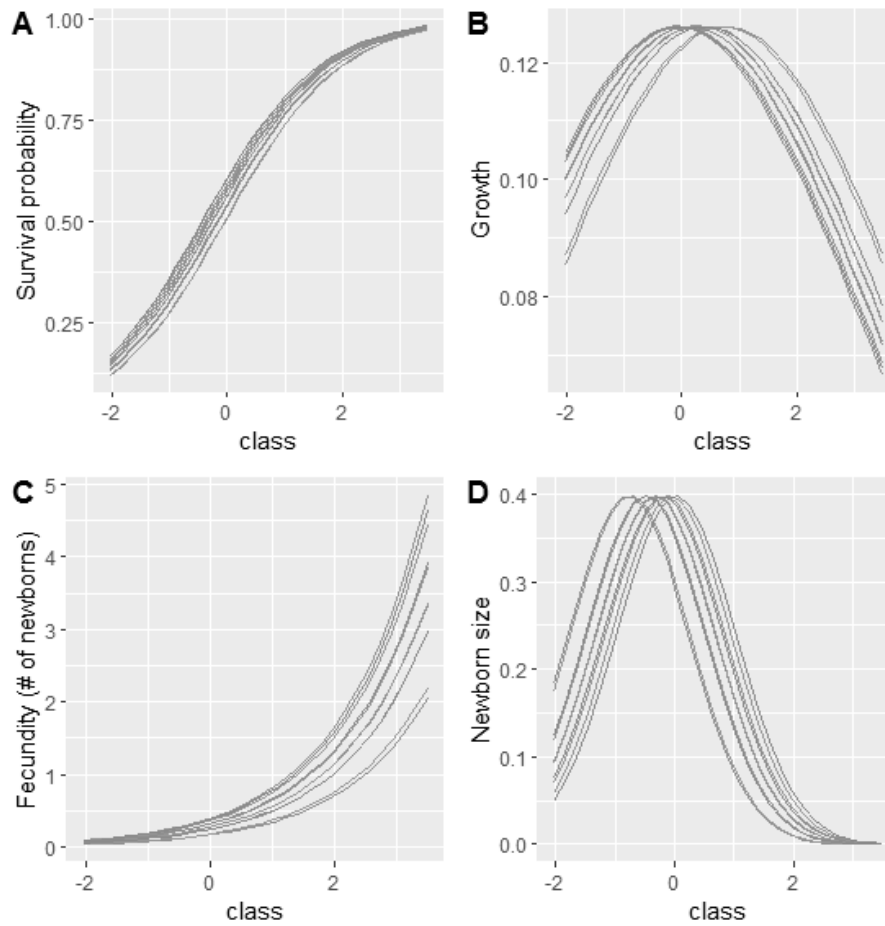 A
Survival probability
1.00
0.75
0.50
0.25
-2
0
2
class
B
Growth
0.12
0.10
0.08
-2
0
2
class
C
Fecundity (# of newborns)
5
4
3
2
1
0
-2
0
2
class
D
Newborn size
0.4
0.3
0.2
0.1
0.0
-2
0
2
class